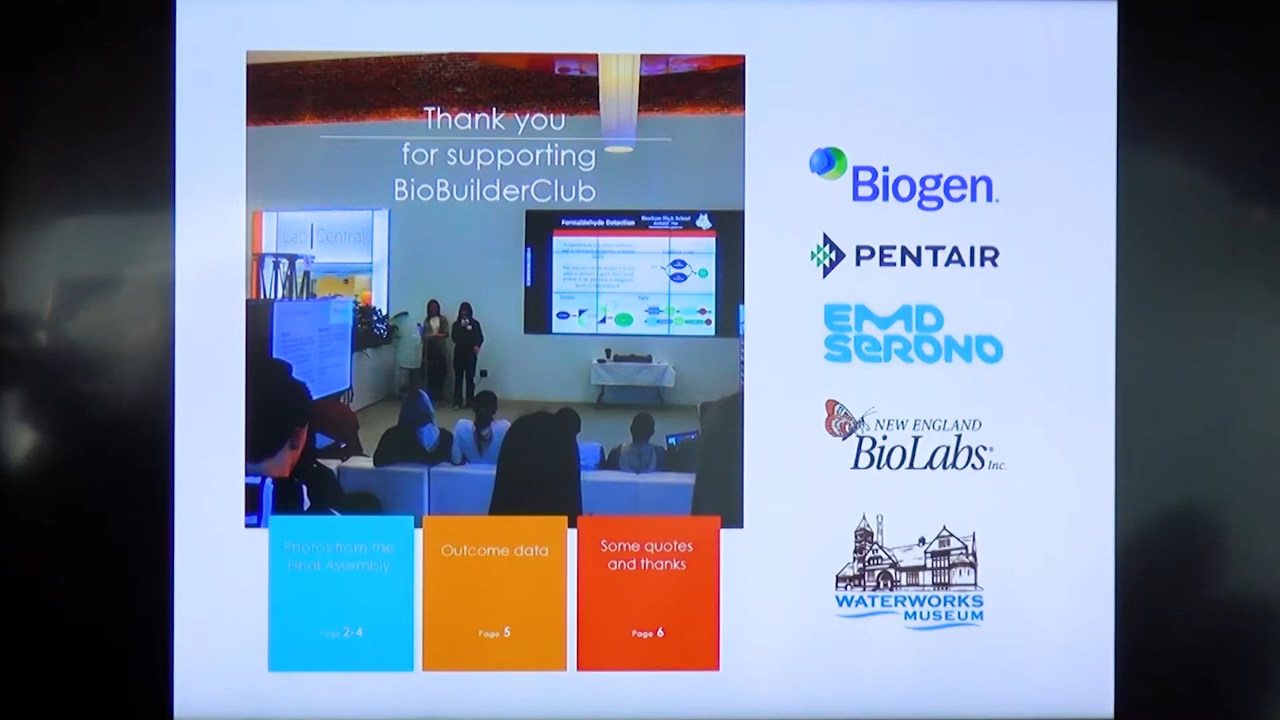 Thank you
for supporting
BioBuilderClub
Lab Central
Formaldehyde Detection
Photos from the
Final Assembly
Page 2-4
Outcome data
Page 5
Some quotes
and thanks
Page 6
Biogen.
PENTAIR
EMD
SERONO
NEW ENGLAND
BioLabs® Inc.
WATERWORKS
MUSEUM